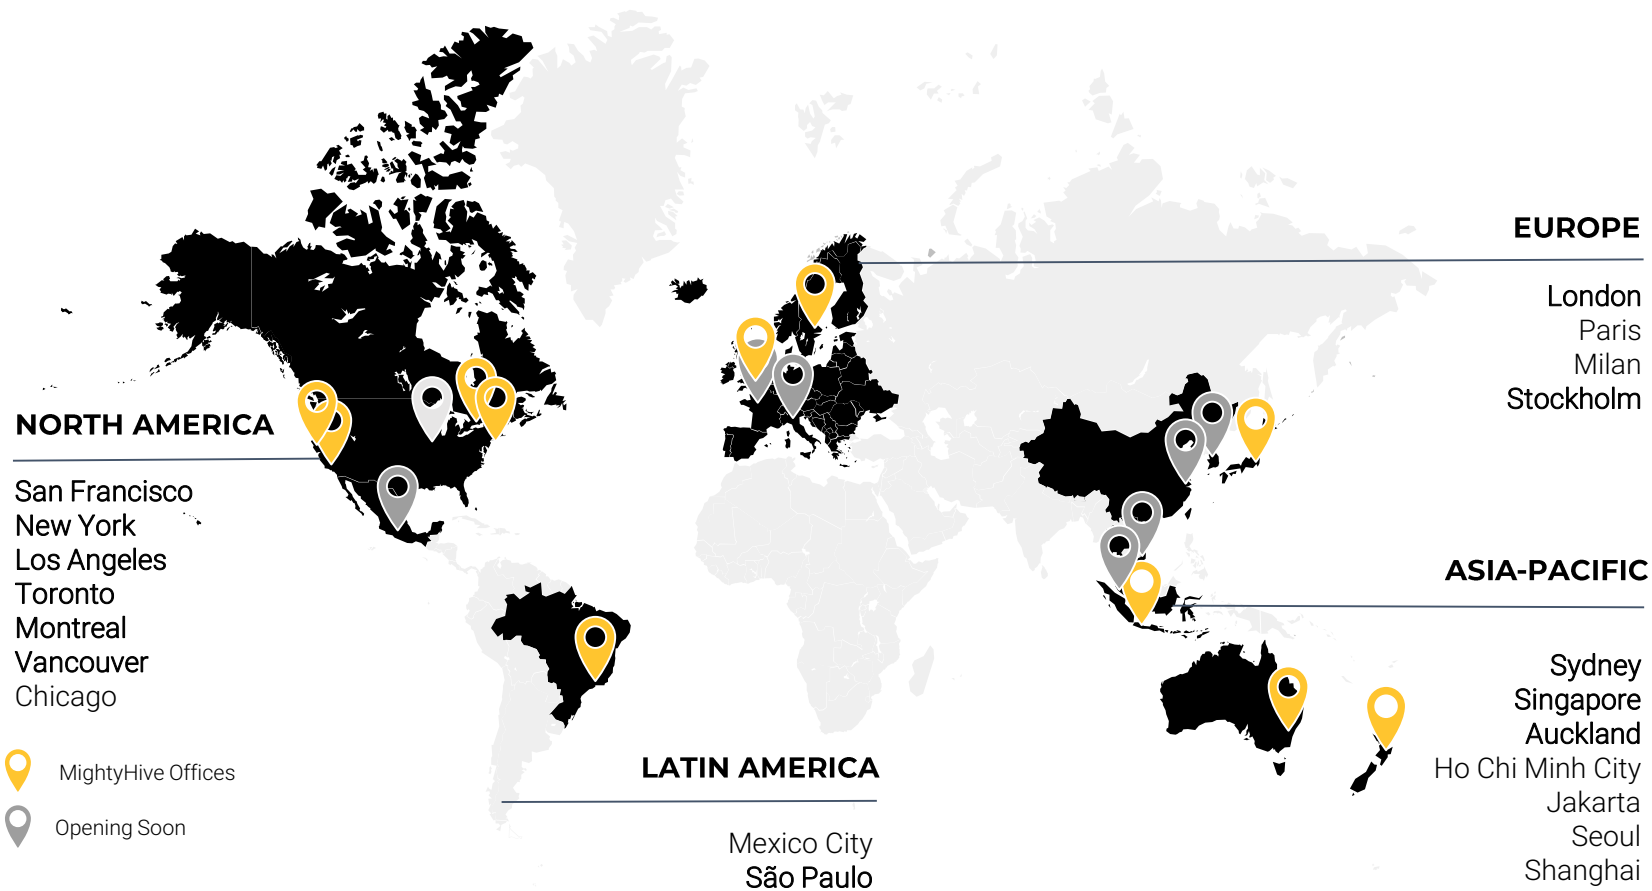 EUROPE
London
Paris
Milan
Stockholm
NORTH AMERICA
San Francisco
New York
Los Angeles
Toronto
Montreal
Vancouver
Chicago
MightyHive Offices
Opening Soon
LATIN AMERICA
Mexico City
São Paulo
ASIA-PACIFIC
Sydney
Singapore
Auckland
Ho Chi Minh City
Jakarta
Seoul
Shanghai